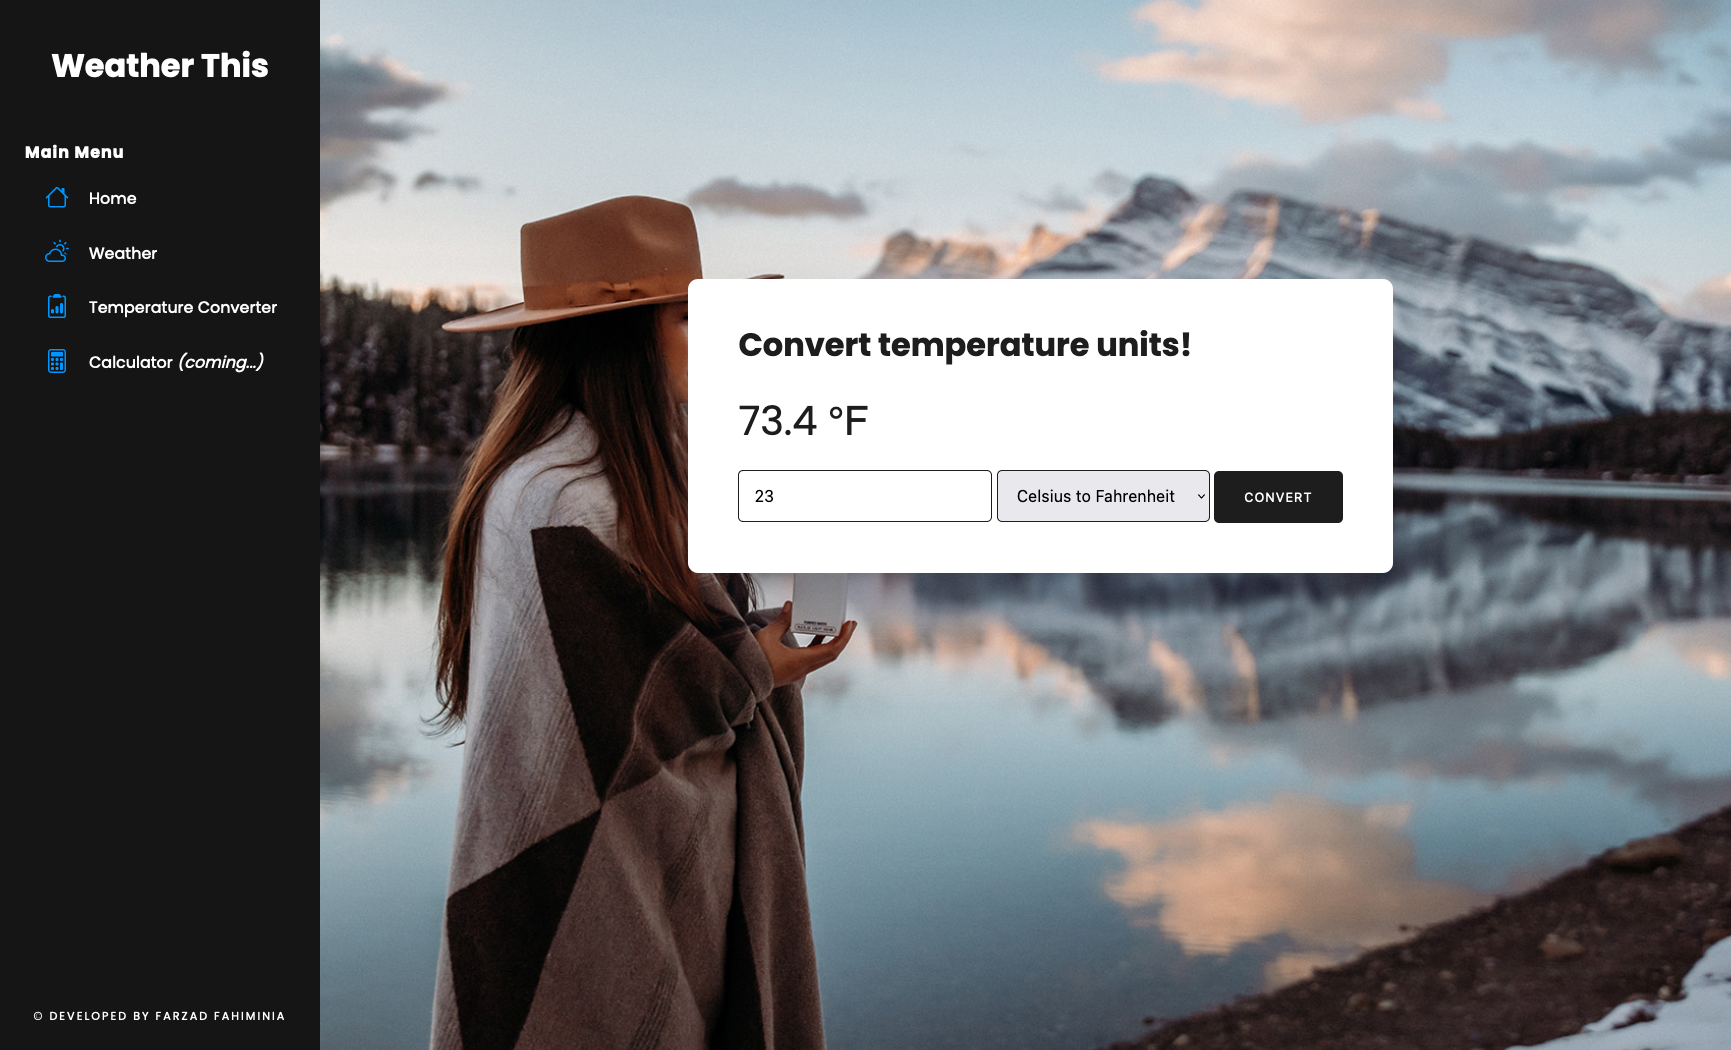 Weather This
Main Menu
Home
Weather
Temperature Converter
Calculator (coming...)
© DEVELOPED BY FARZAD FAHIMINIA
Convert temperature units!
73.4 °F
23
Celsius to Fahrenheit
CONVERT